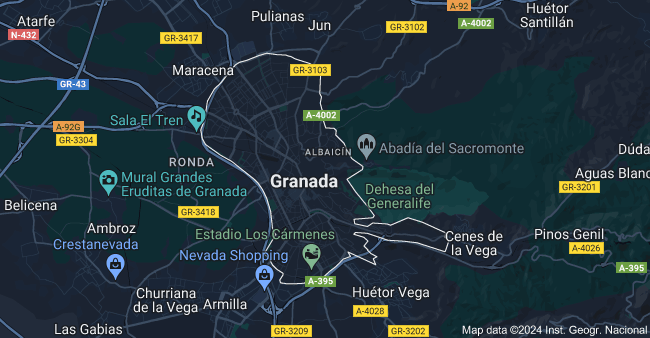 Pulianas
A-92
Huétor
Santillán
Atarfe
Jun
N-432
GR-3417
GR-3102
A-4002
Maracena
GR-3103
GR-43
Sala El Tren
A-4002
A-92G
GR-3304
ALBAICÍN
Abadía del Sacromonte
RONDA
Dúda
Aguas Blanc
Mural Grandes
Eruditas de Granada
Granada
Dehesa del
Generalife
GR-3201
Belicena
GR-3418
Ambroz
Crestanevada
Estadio Los Cármenes
Cenes de
la Vega
Pinos Genil
A-4026
Nevada Shopping
A-395
A-395
Churriana
de la Vega
Armilla
Huétor Vega
A-4028
Las Gabias
GR-3209
GR-3202
Map data ©2024 Inst. Geogr. Nacional